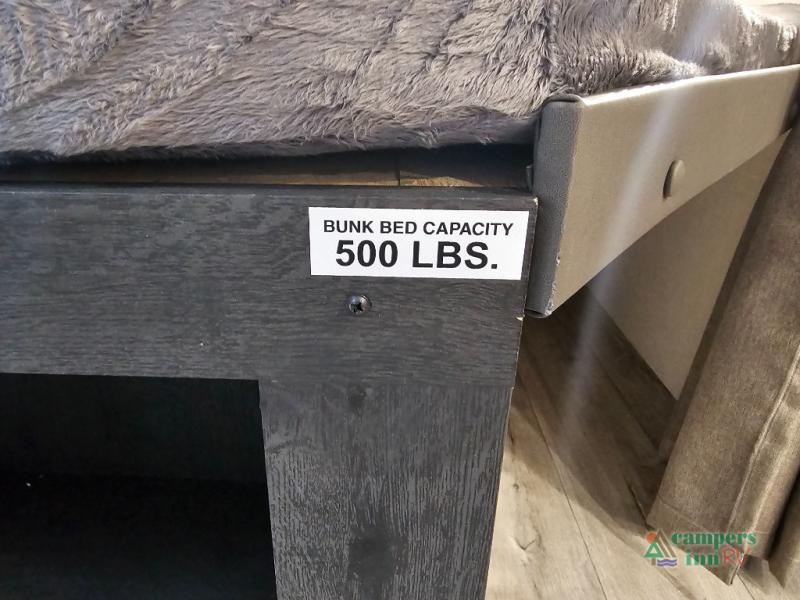 BUNK BED CAPACITY
500 LBS.
campers
inn RV